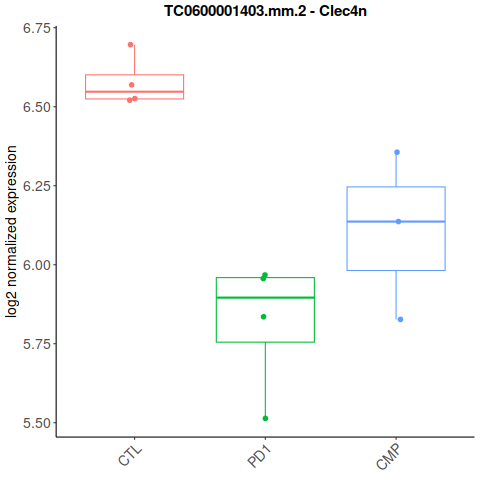 TC0600001403.mm.2 - Clec4n
log2 normalized expression
6.75
6.50
6.25
6.00
5.75
5.50
CTL
PD1
CMP